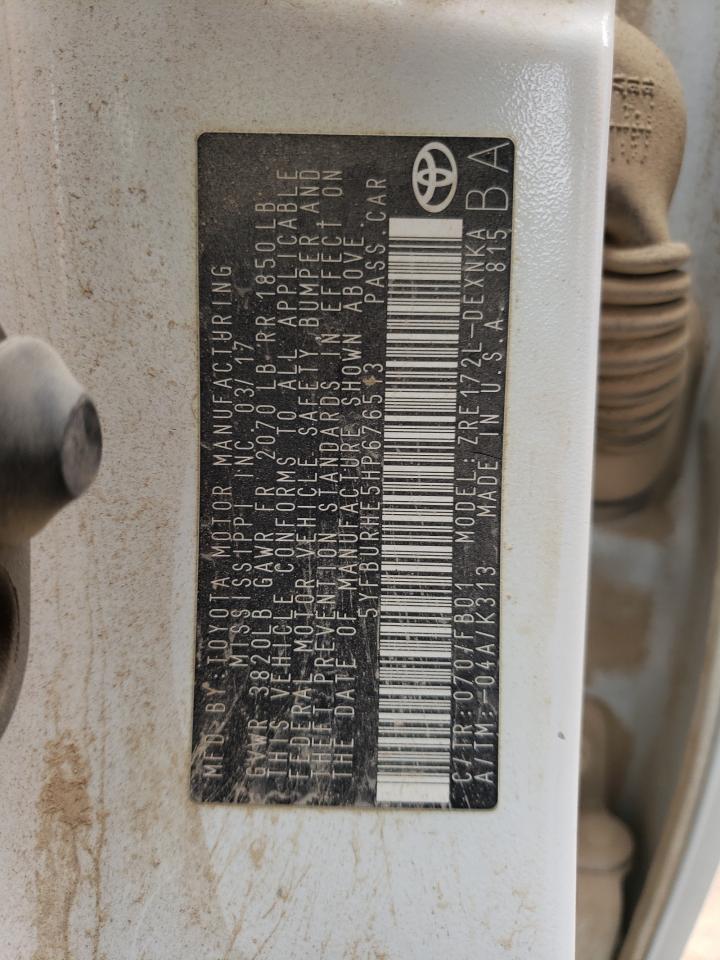 MFD BY:TOYOTA MOTOR MANUFACTURING
MISSISSIPPI INC 03/17
GVWR 3820LB GAWR FR 2070 LB RR 1850 LB
THIS VEHICLE CONFORMS TO ALL APPLICABLE
FEDERAL MOTOR VEHICLE SAFETY, BUMPER AND
THEFT PREVENTION STANDARDS IN EFFECT ON
THE DATE OF MANUFACTURE SHOWN ABOVE.
5YFBURHE5HP676513 PASS.CAR
C/TR:070/FB0 MODEL:ZRE172L-DEXNKA
A/TM:-04A/K313 MADE IN U.S.A. 815
BA